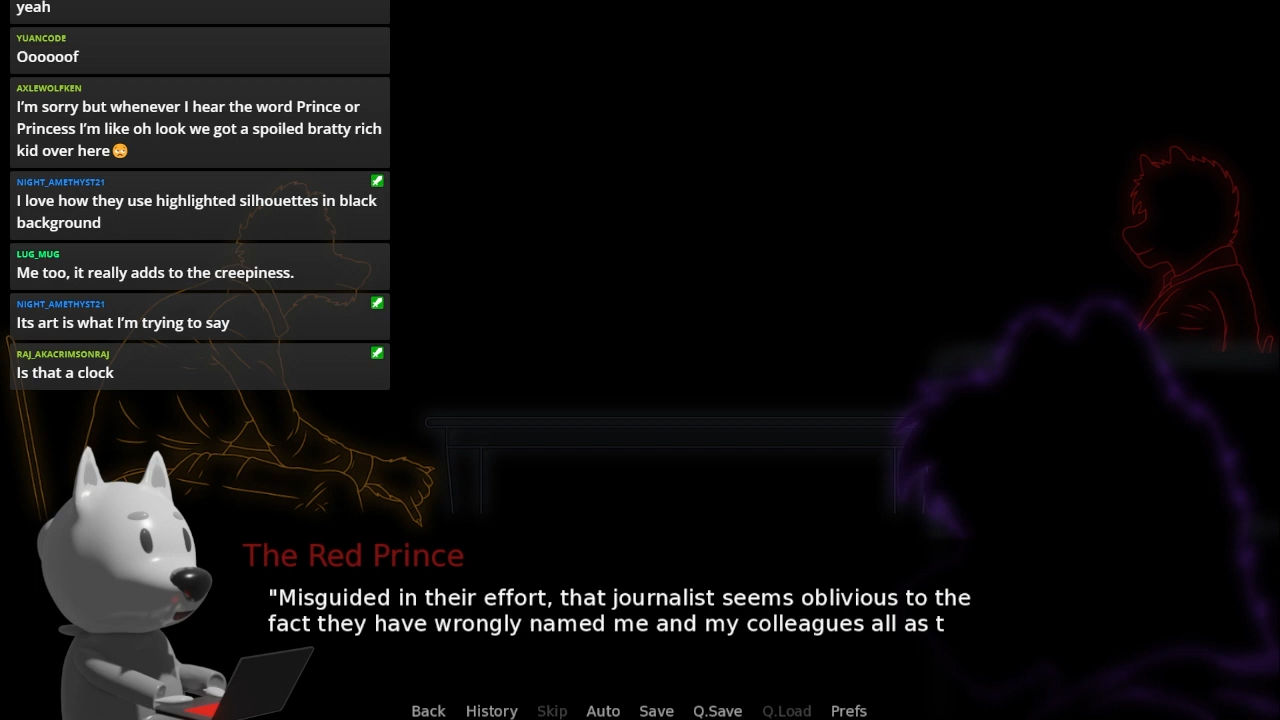 yeah
YUANCODE
Oooooof
AXLEWOLFKEN
I'm sorry but whenever I hear the word Prince or
Princess I'm like oh look we got a spoiled bratty rich
kid over here😳
NIGHT_AMETHYST21
I love how they use highlighted silhouettes in black
background
LUG_MUG
Me too, it really adds to the creepiness.
NIGHT_AMETHYST21
Its art is what I'm trying to say
RAJ_AKACRIMSONRAJ
Is that a clock
The Red Prince
"Misguided in their effort, that journalist seems oblivious to the
fact they have wrongly named me and my colleagues all as t
Back History Skip Auto Save Q.Save Q.Load Prefs